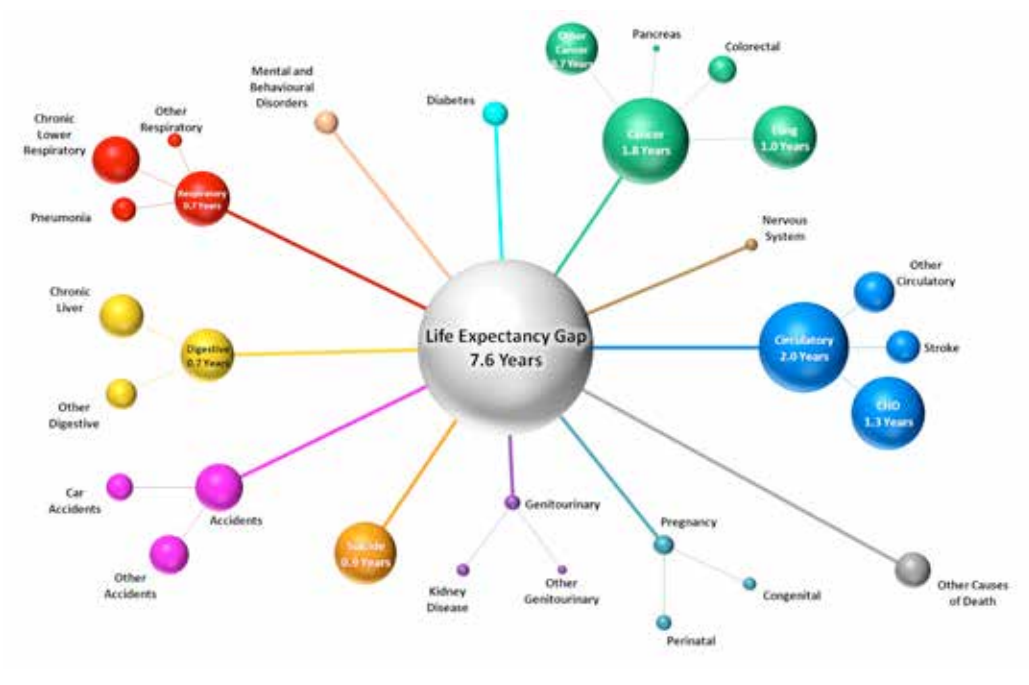 Other
Cancer
0.7 Years
Pancreas
Colorectal
Mental and
Behavioural
Disorders
Diabetes
Cancer
1.8 Years
Lung
1.0 Years
Chronic
Lower
Respiratory
Other
Respiratory
Respiratory
0.7 Years
Pneumonia
Nervous
System
Chronic
Liver
Other
Circulatory
Life Expectancy Gap
7.6 Years
Digestive
0.7 Years
Circulatory
2.0 Years
Stroke
Other
Digestive
CHD
1.3 Years
Car
Accidents
Accidents
Other
Accidents
Suicide
0.9 Years
Genitourinary
Kidney
Disease
Other
Genitourinary
Pregnancy
Congenital
Perinatal
Other Causes
of Death